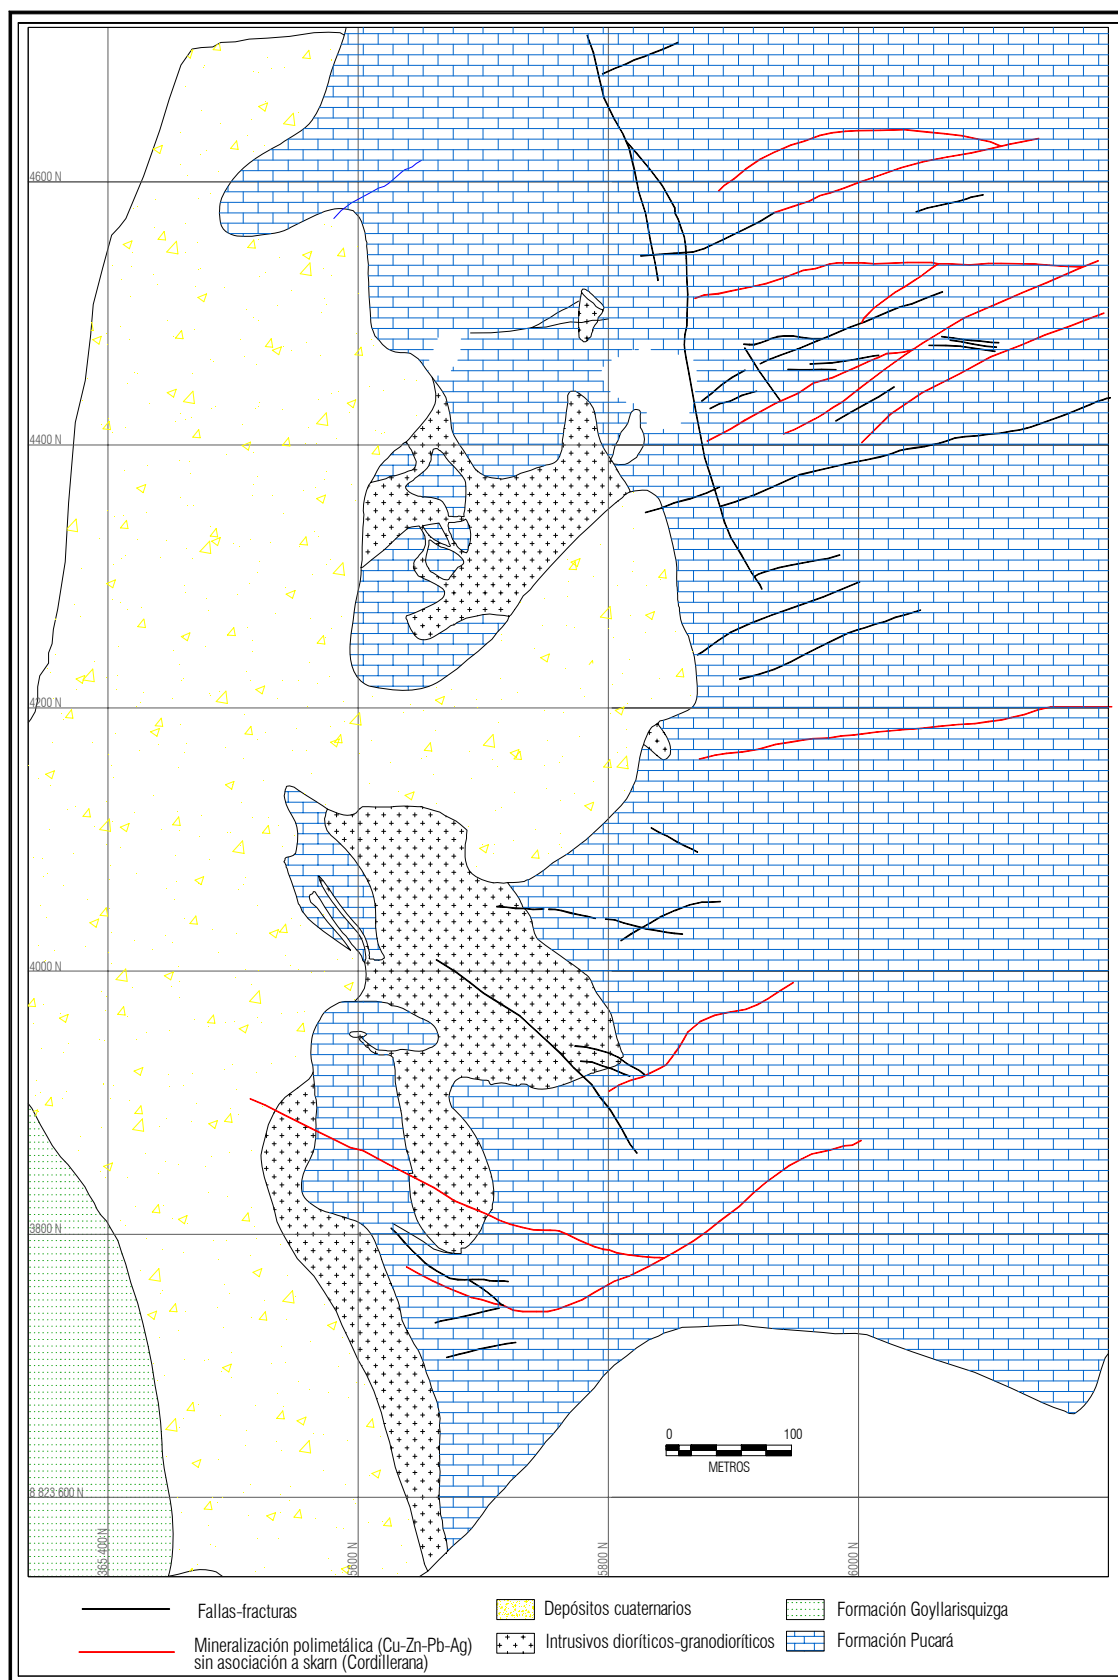 4600 N
4400 N
4200 N
4000 N
3800 N
8 823 600 N
365 400 N
5600 N
5800 N
6000 N
0 100
METROS
Fallas-fracturas
Mineralización polimetálica (Cu-Zn-Pb-Ag)
sin asociación a skarn (Cordillerana)
Depósitos cuaternarios
Intrusivos dioríticos-granodioríticos
Formación Goyllarisquizga
Formación Pucará